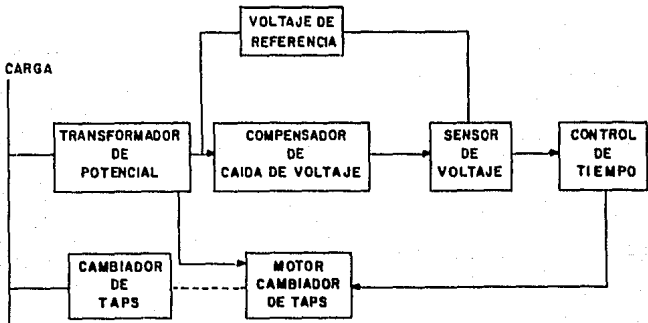 VOLTAJE DE
REFERENCIA
CARGA
TRANSFORMADOR
DE
POTENCIAL
COMPENSADOR
DE
CAIDA DE VOLTAJE
SENSOR
DE
VOLTAJE
CONTROL
DE
TIEMPO
CAMBIADOR
DE
TAPS
MOTOR
CAMBIADOR
DE TAPS